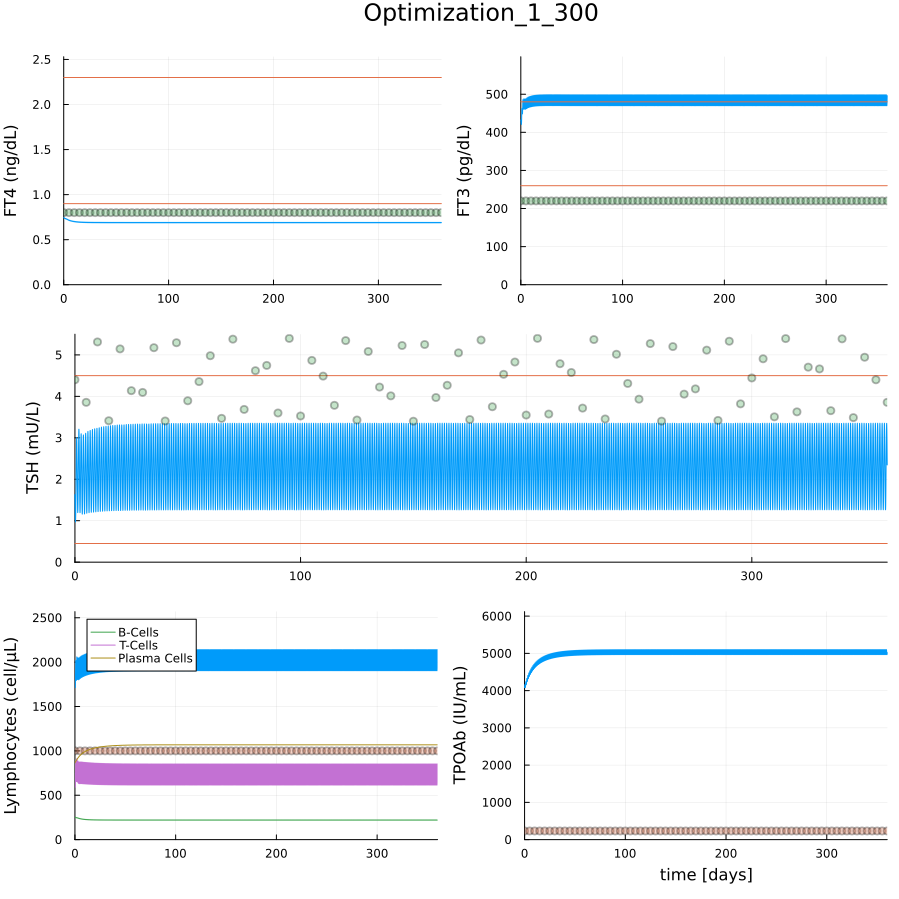 Optimization_1_300
FT4 (ng/dL)
2.5
2.0
1.5
1.0
0.5
0.0
0 100 200 300
FT3 (pg/dL)
500
400
300
200
100
0
0 100 200 300
TSH (mU/L)
5
4
3
2
1
0
0 100 200 300
Lymphocytes (cell/μL)
2500
2000
1500
1000
500
0
B-Cells
T-Cells
Plasma Cells
0 100 200 300
TPOAb (IU/mL)
6000
5000
4000
3000
2000
1000
0
0 100 200 300
time [days]